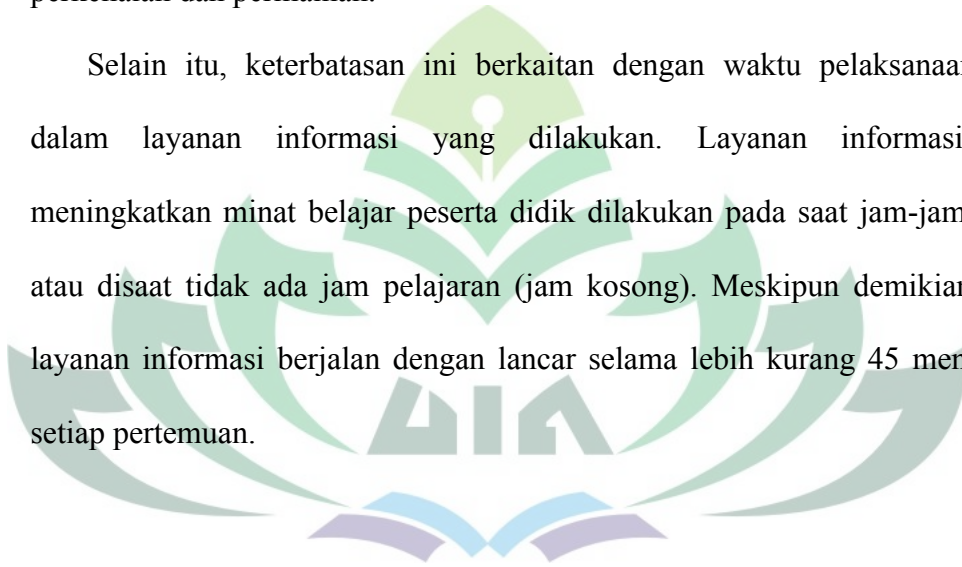 Selain itu, keterbatasan ini berkaitan dengan waktu pelaksanaan
dalam layanan informasi yang dilakukan. Layanan informasi
meningkatkan minat belajar peserta didik dilakukan pada saat jam-jam
atau disaat tidak ada jam pelajaran (jam kosong). Meskipun demikian
layanan informasi berjalan dengan lancar selama lebih kurang 45 men
setiap pertemuan.
UIN